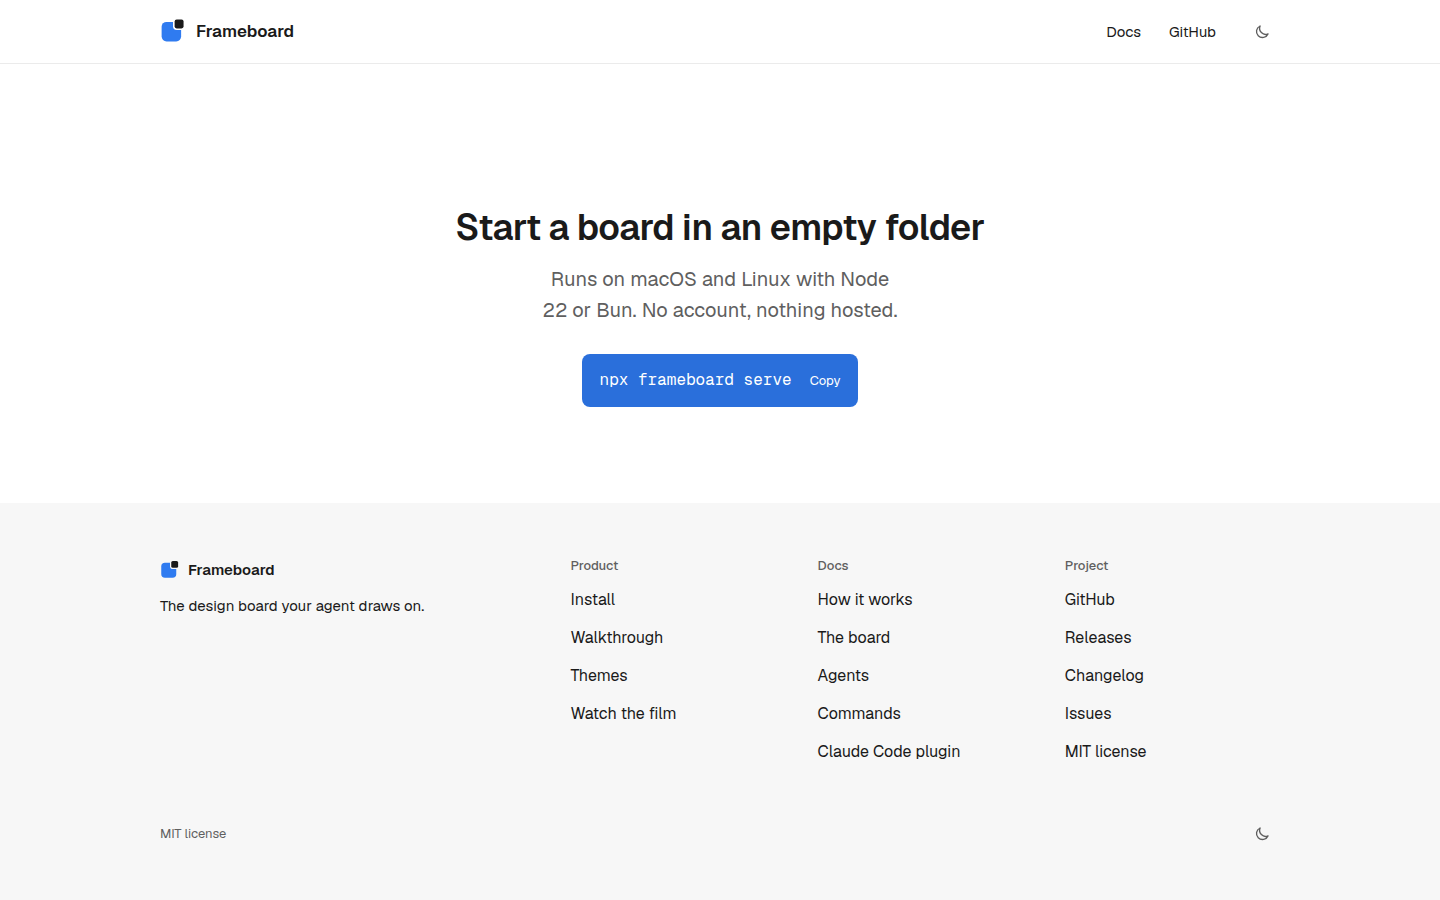 Frameboard
Docs
GitHub
Start a board in an empty folder
Runs on macOS and Linux with Node
22 or Bun. No account, nothing hosted.
npx frameboard serve
Copy
Frameboard
The design board your agent draws on.
Product
Install
Walkthrough
Themes
Watch the film
Docs
How it works
The board
Agents
Commands
Claude Code plugin
Project
GitHub
Releases
Changelog
Issues
MIT license
MIT license